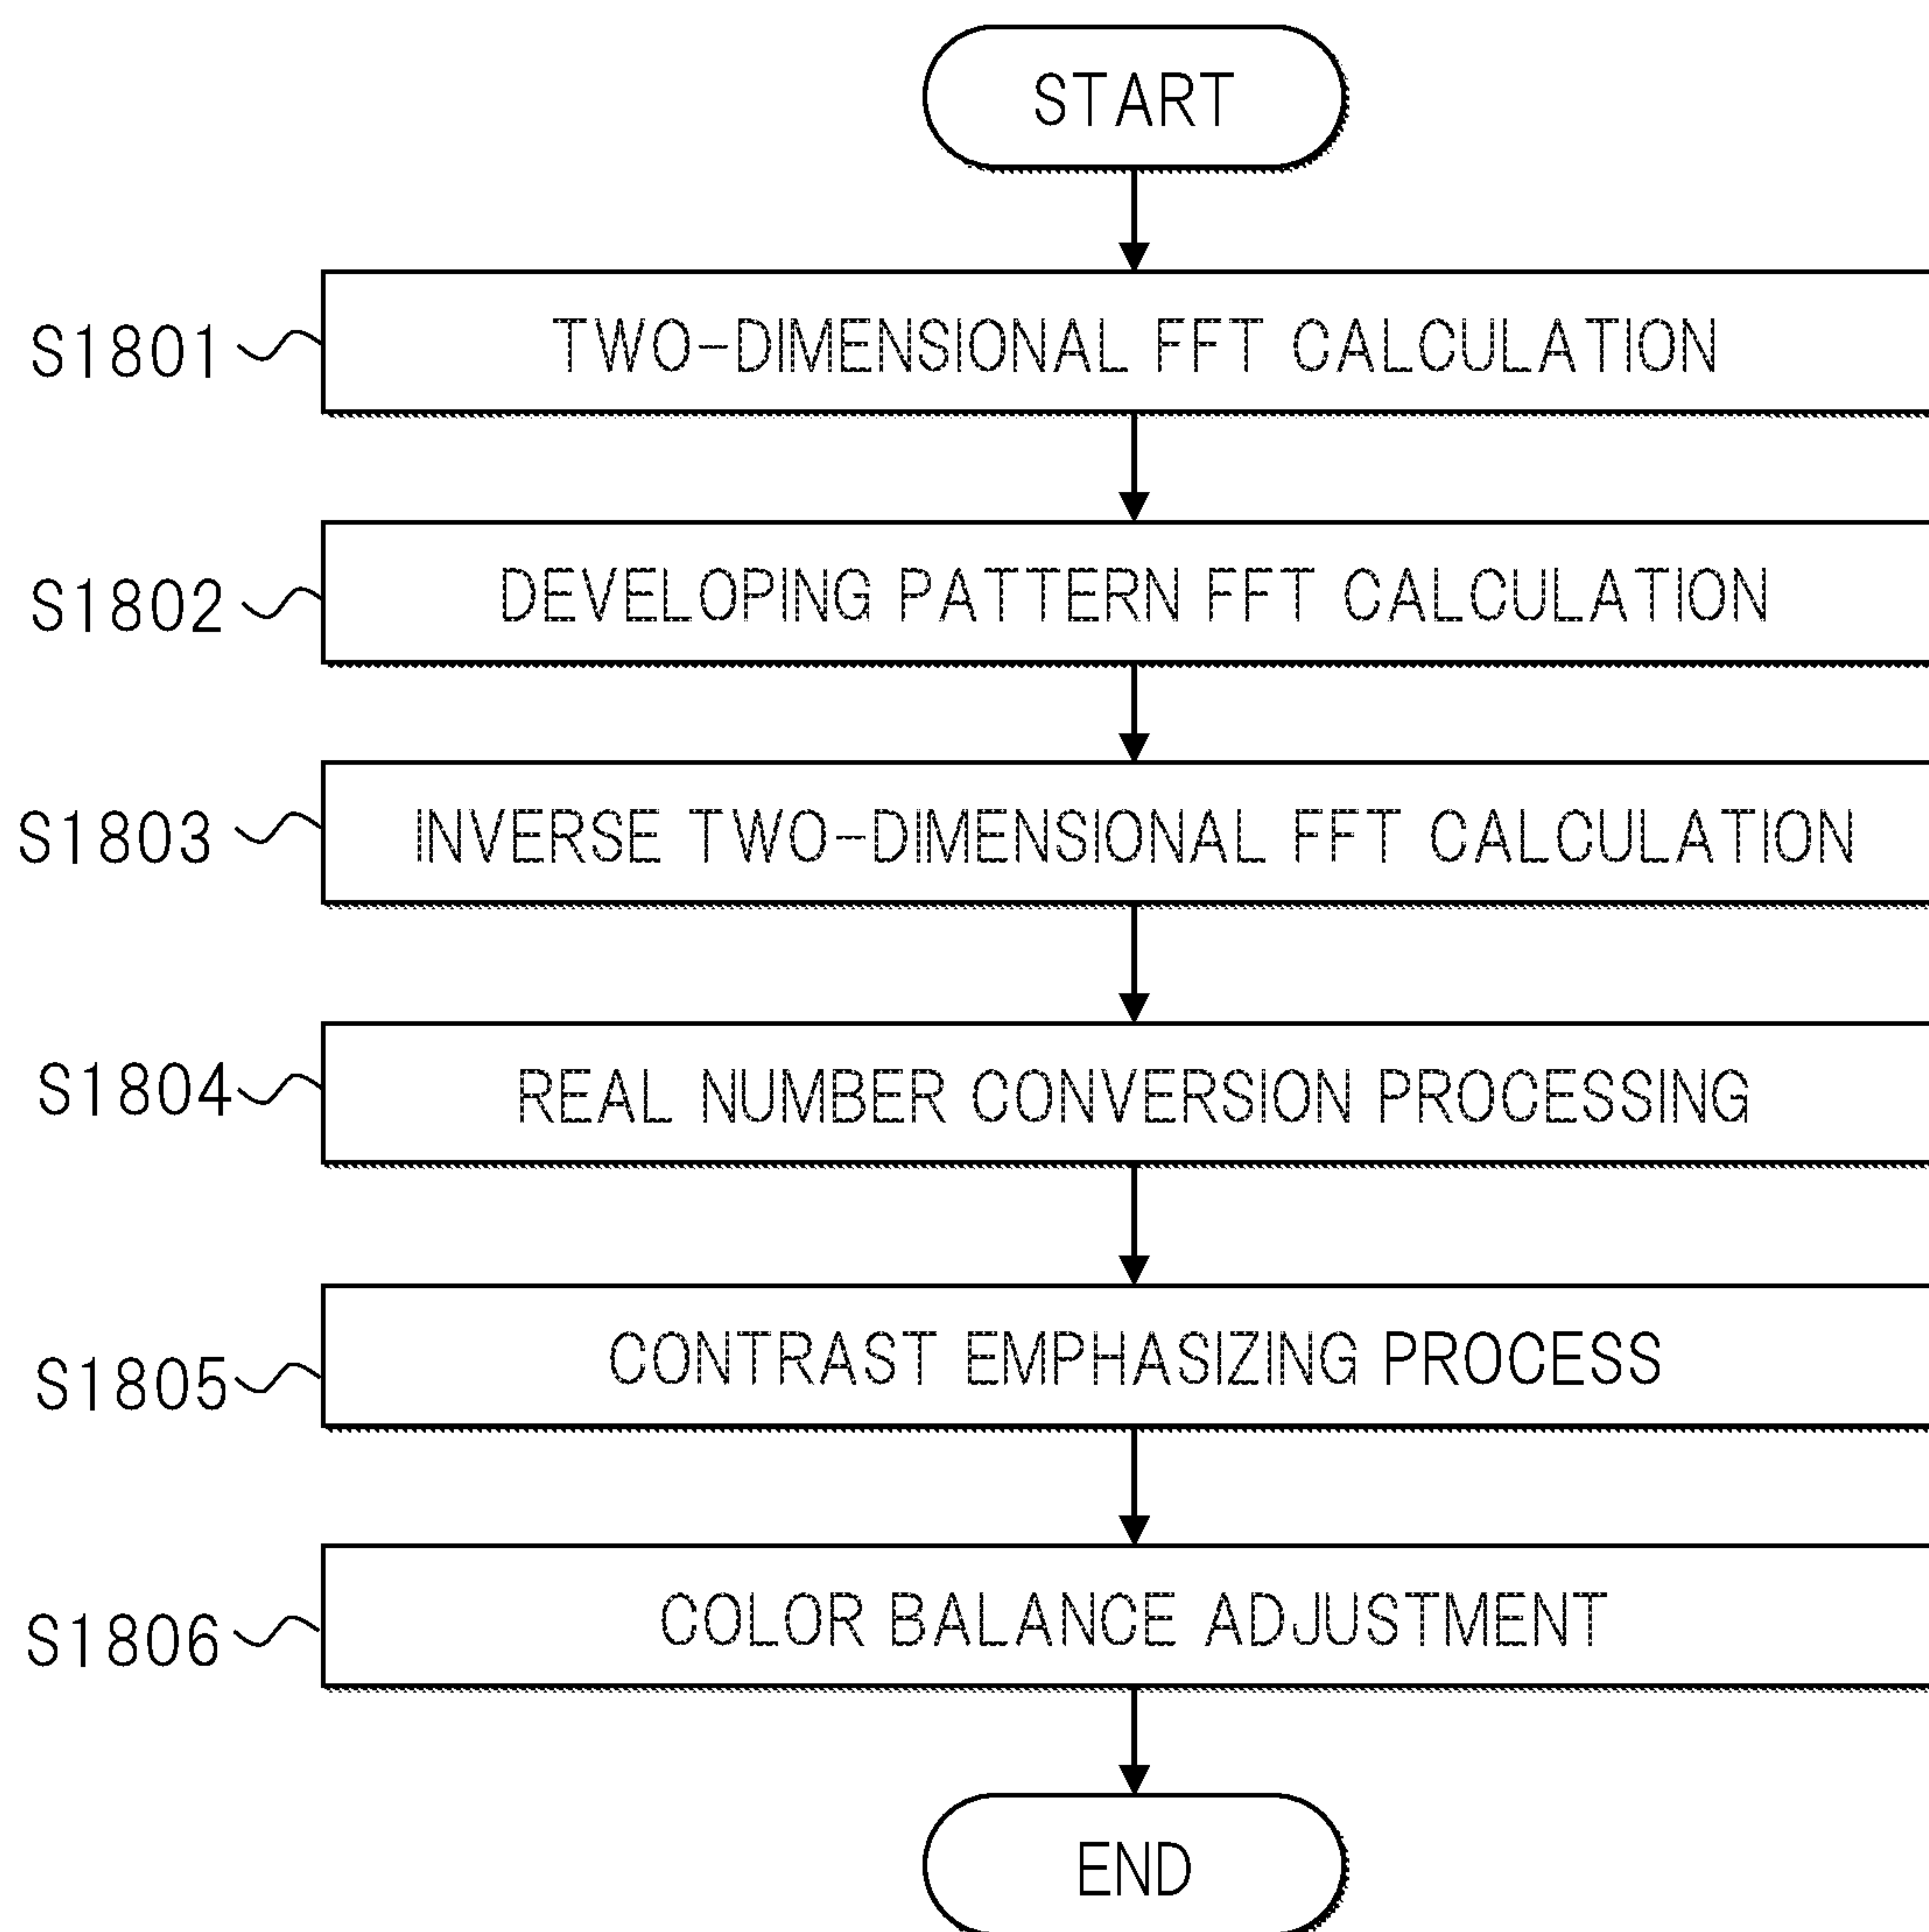 START
S1801 TWO-DIMENSIONAL FFT CALCULATION
S1802 DEVELOPING PATTERN FFT CALCULATION
S1803 INVERSE TWO-DIMENSIONAL FFT CALCULATION
S1804 REAL NUMBER CONVERSION PROCESSING
S1805 CONTRAST EMPHASIZING PROCESS
S1806 COLOR BALANCE ADJUSTMENT
END